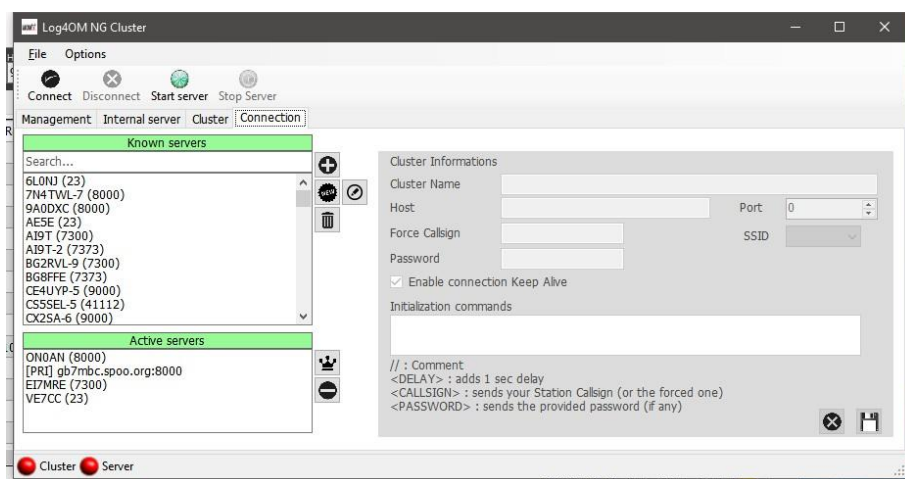 Log4OM NG Cluster
File Options
Connect Disconnect Start server Stop Server
Management Internal server Cluster Connection
Known servers
Search...
6L0NJ (23)
7N4TWL-7 (8000)
9A0DXC (8000)
AE5E (23)
AI9T (7300)
AI9T-2 (7373)
BG2RVL-9 (7300)
BG8FFE (7373)
CE4UYP-5 (9000)
CS5SEL-5 (41112)
CX2SA-6 (9000)
NEW
Active servers
ON0AN (8000)
[PRI] gb7mbc.spoo.org:8000
EI7MRE (7300)
VE7CC (23)
Cluster Informations
Cluster Name
Host Port 0
Force Callsign SSID
Password
Enable connection Keep Alive
Initialization commands
// : Comment
<DELAY> : adds 1 sec delay
<CALLSIGN> : sends your Station Callsign (or the forced one)
<PASSWORD> : sends the provided password (if any)
Cluster Server